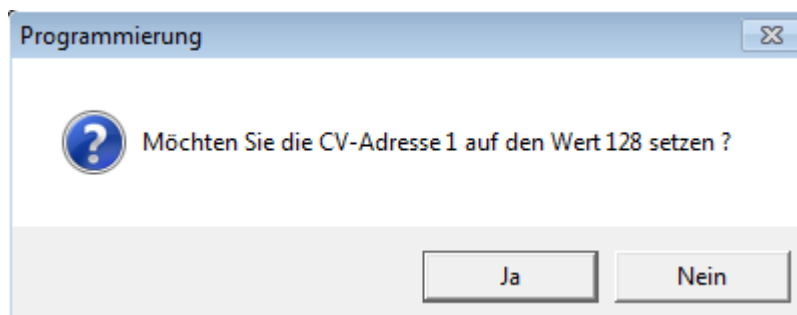 Programmierung
Möchten Sie die CV-Adresse 1 auf den Wert 128 setzen ?
Ja
Nein